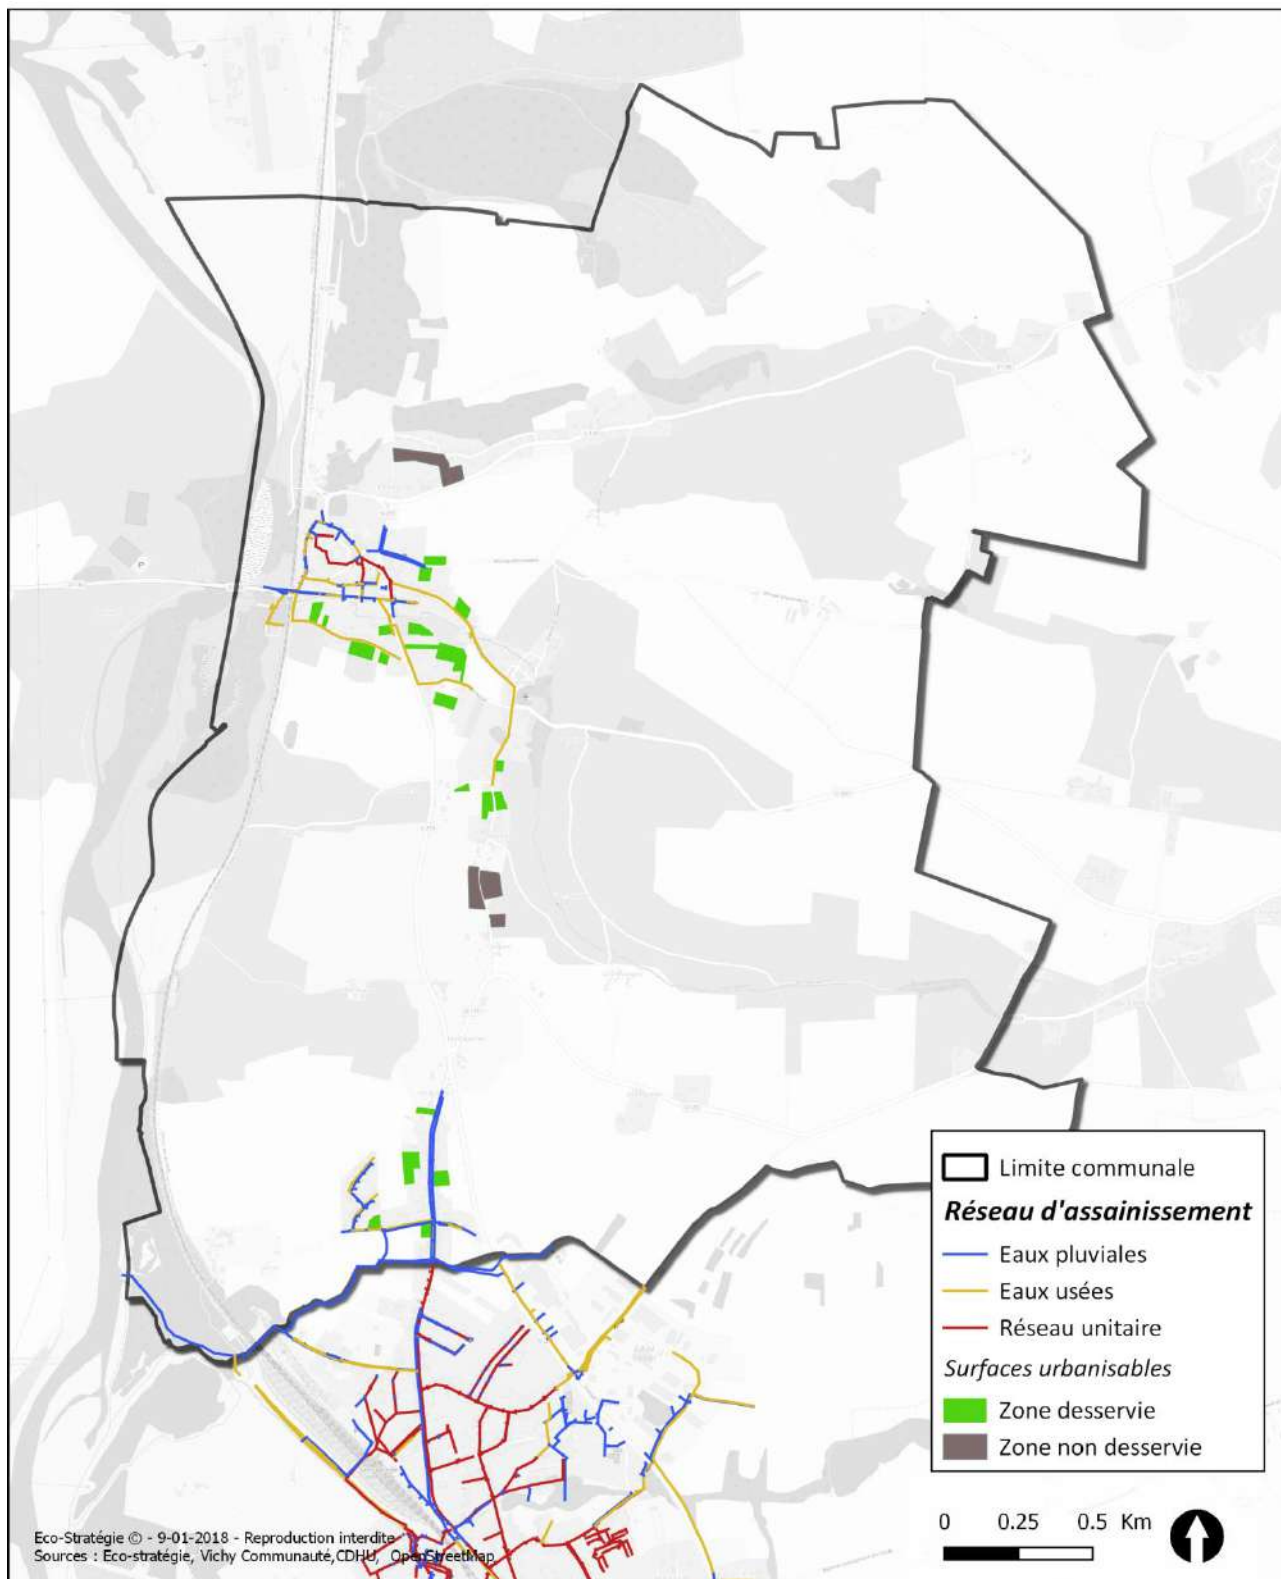 Limite communale
Réseau d'assainissement
Eaux pluviales
Eaux usées
Réseau unitaire
Surfaces urbanisables
Zone desservie
Zone non desservie
0 0.25 0.5 Km
Eco-Stratégie © - 9-01-2018 - Reproduction interdite
Sources : Eco-stratégie, Vichy Communauté,CDHU, OpenStreetMap